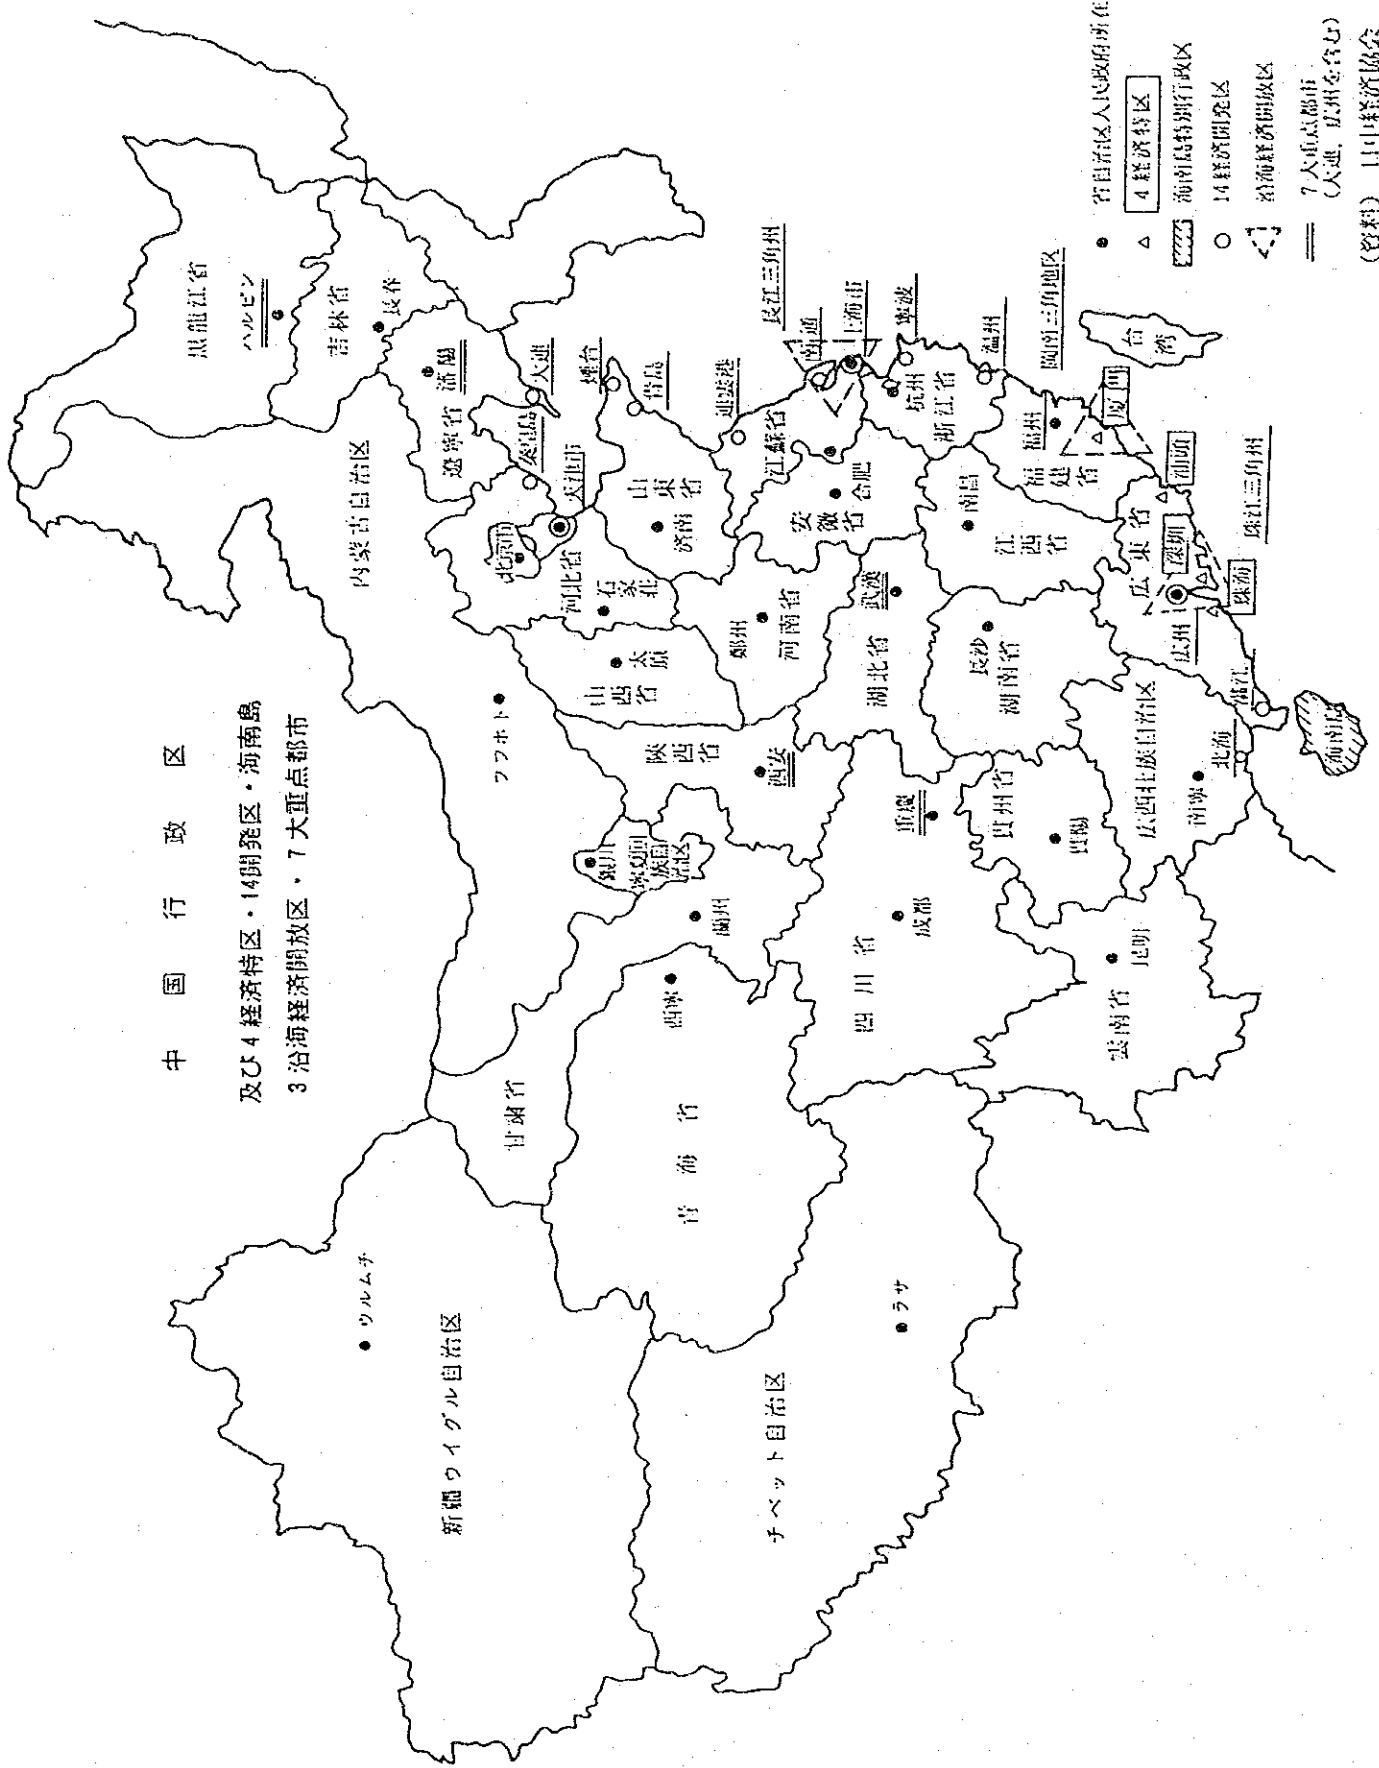 中国行政区
及び4経済特区・14開発区・海南島
3沿海経済開放区・7大重点都市
黒龍江省
ハルビン
吉林省
長春
遼寧省
瀋陽
大連
内蒙古自治区
フフホト
北京市
天津市
秦皇島
河北省
石家荘
山西省
太原
山東省
済南
煙台
青島
連雲港
江蘇省
長江三角州
南通
上海市
寧波
杭州
浙江省
温州
安徽省
合肥
河南省
鄭州
陝西省
西安
銀川
寧夏回族自治区
甘粛省
蘭州
青海省
西寧
新疆ウイグル自治区
ウルムチ
チベット自治区
ラサ
四川省
成都
重慶
湖北省
武漢
湖南省
長沙
江西省
南昌
福建省
福州
閩南三角地区
厦門
台湾
広東省
汕頭
深圳
珠海
広州
珠江三角州
湛江
海南島
広西壮族自治区
南寧
北海
貴州省
貴陽
雲南省
昆明
● 省自治区人民政府所在
△ 4経済特区
海南島特別行政区
○ 14経済開発区
沿海経済開放区
7大重点都市
(大連、広州を含む)
(資料) 日中経済協会